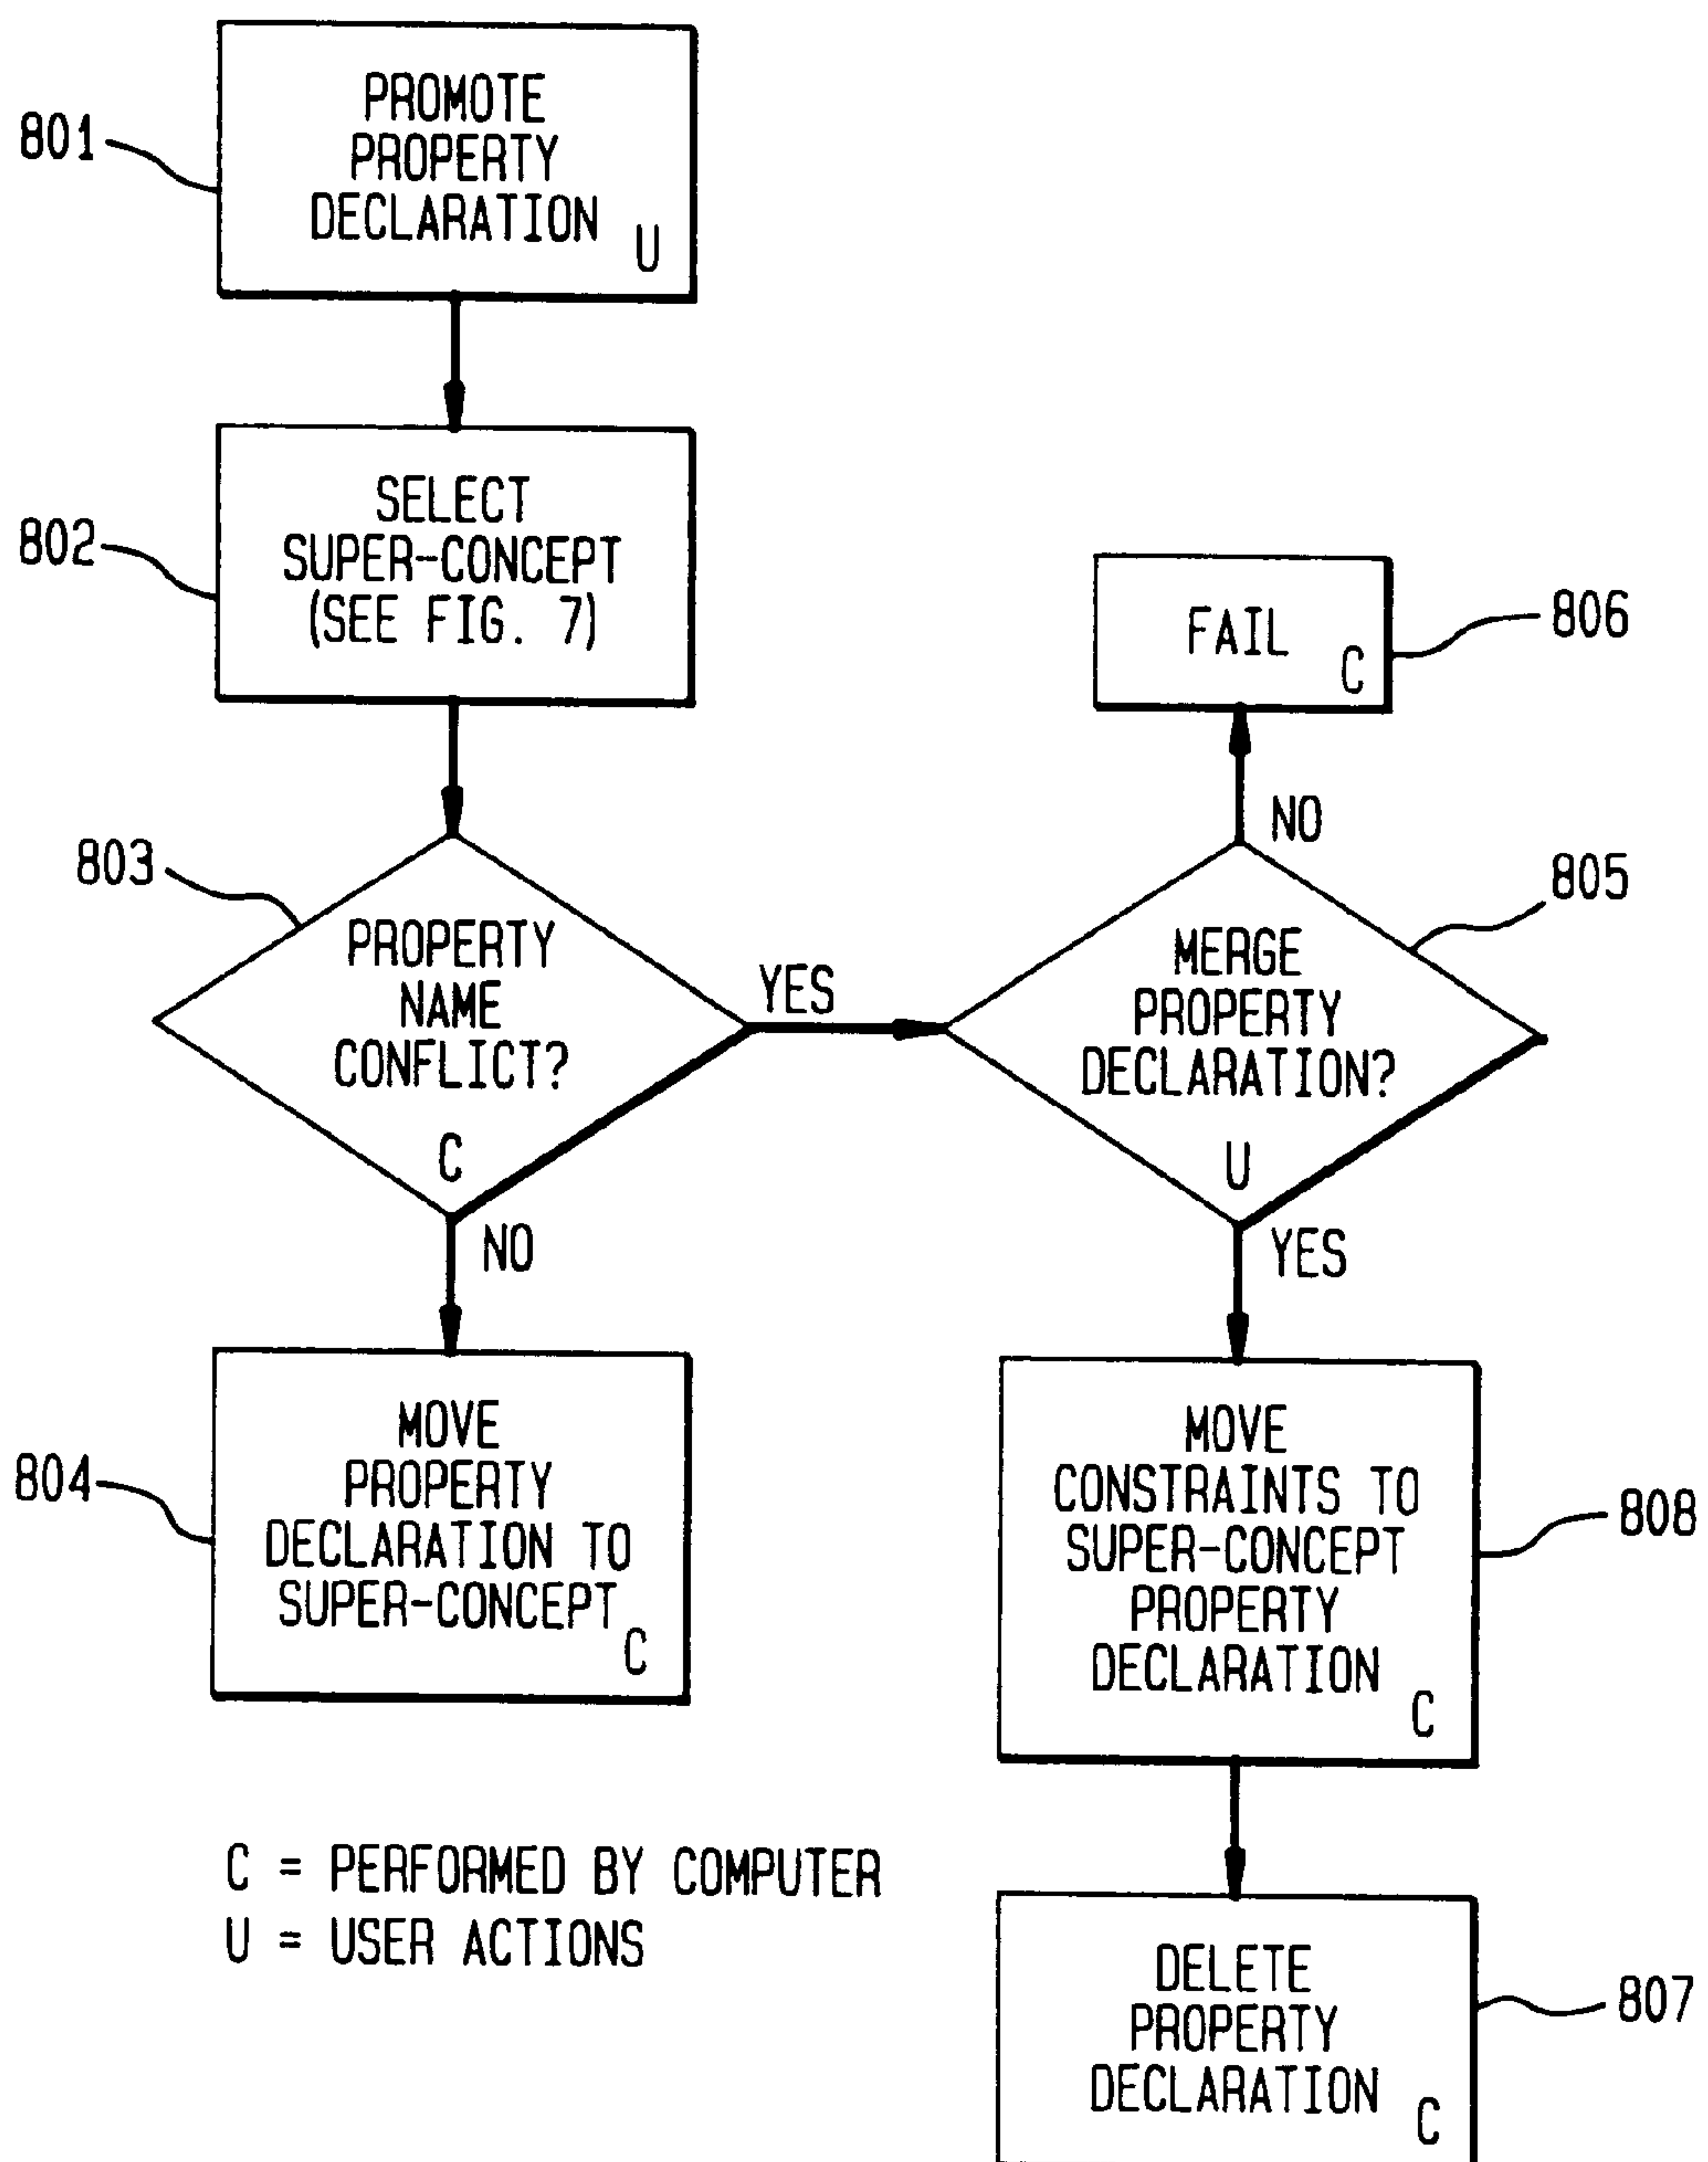 801
PROMOTE
PROPERTY
DECLARATION
U
802
SELECT
SUPER-CONCEPT
(SEE FIG. 7)
803
PROPERTY
NAME
CONFLICT?
C
YES
NO
804
MOVE
PROPERTY
DECLARATION TO
SUPER-CONCEPT
C
806
FAIL
C
NO
805
MERGE
PROPERTY
DECLARATION?
U
YES
808
MOVE
CONSTRAINTS TO
SUPER-CONCEPT
PROPERTY
DECLARATION
C
807
DELETE
PROPERTY
DECLARATION
C
C = PERFORMED BY COMPUTER
U = USER ACTIONS